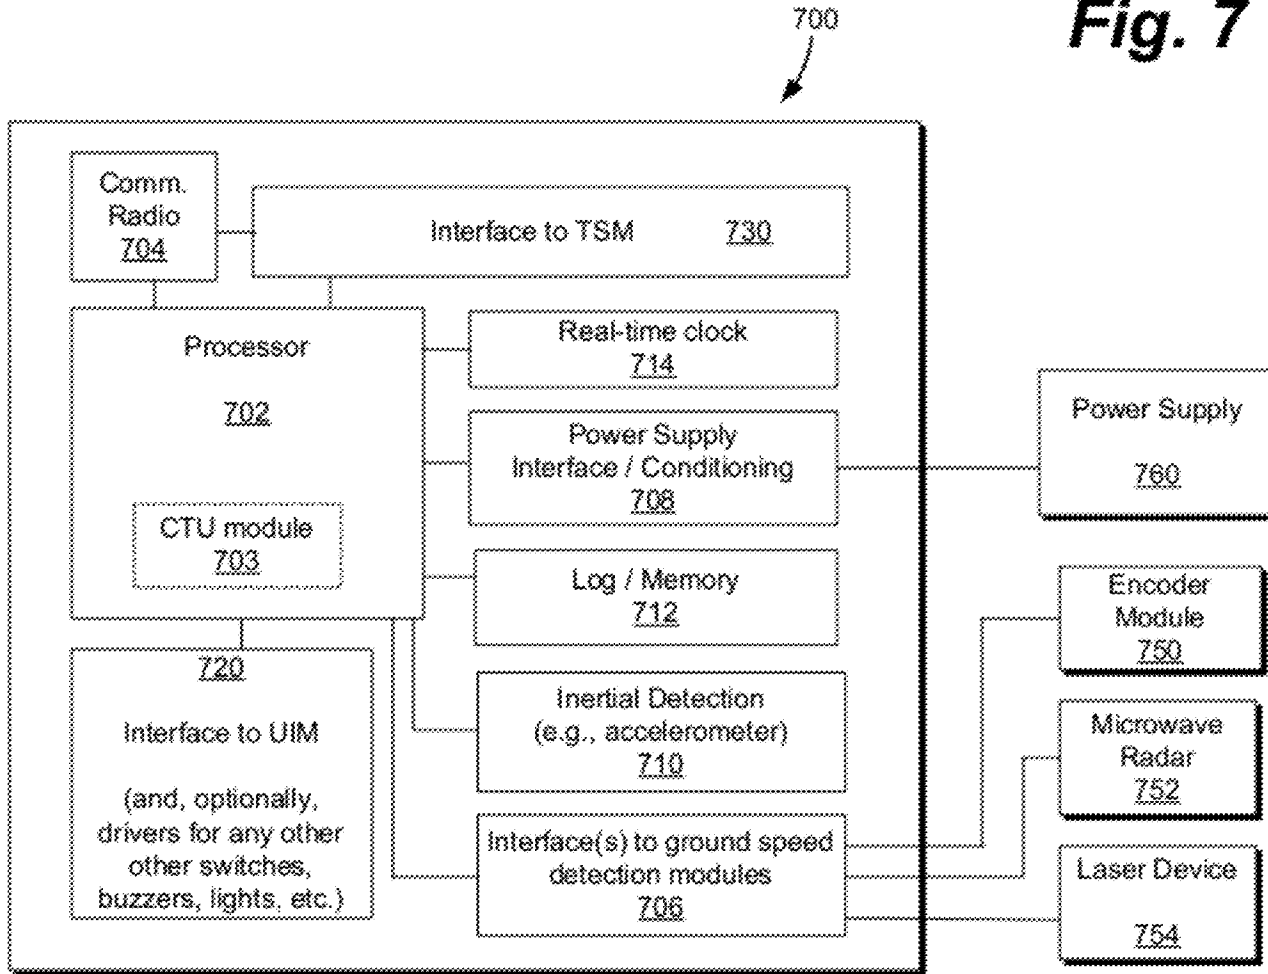 700
Fig. 7
Comm.
Radio
704
Interface to TSM 730
Processor
702
CTU module
703
Real-time clock
714
Power Supply
Interface / Conditioning
708
Log / Memory
712
Inertial Detection
(e.g., accelerometer)
710
Interface(s) to ground speed
detection modules
706
720
Interface to UIM
(and, optionally,
drivers for any other
other switches,
buzzers, lights, etc.)
Power Supply
760
Encoder
Module
750
Microwave
Radar
752
Laser Device
754